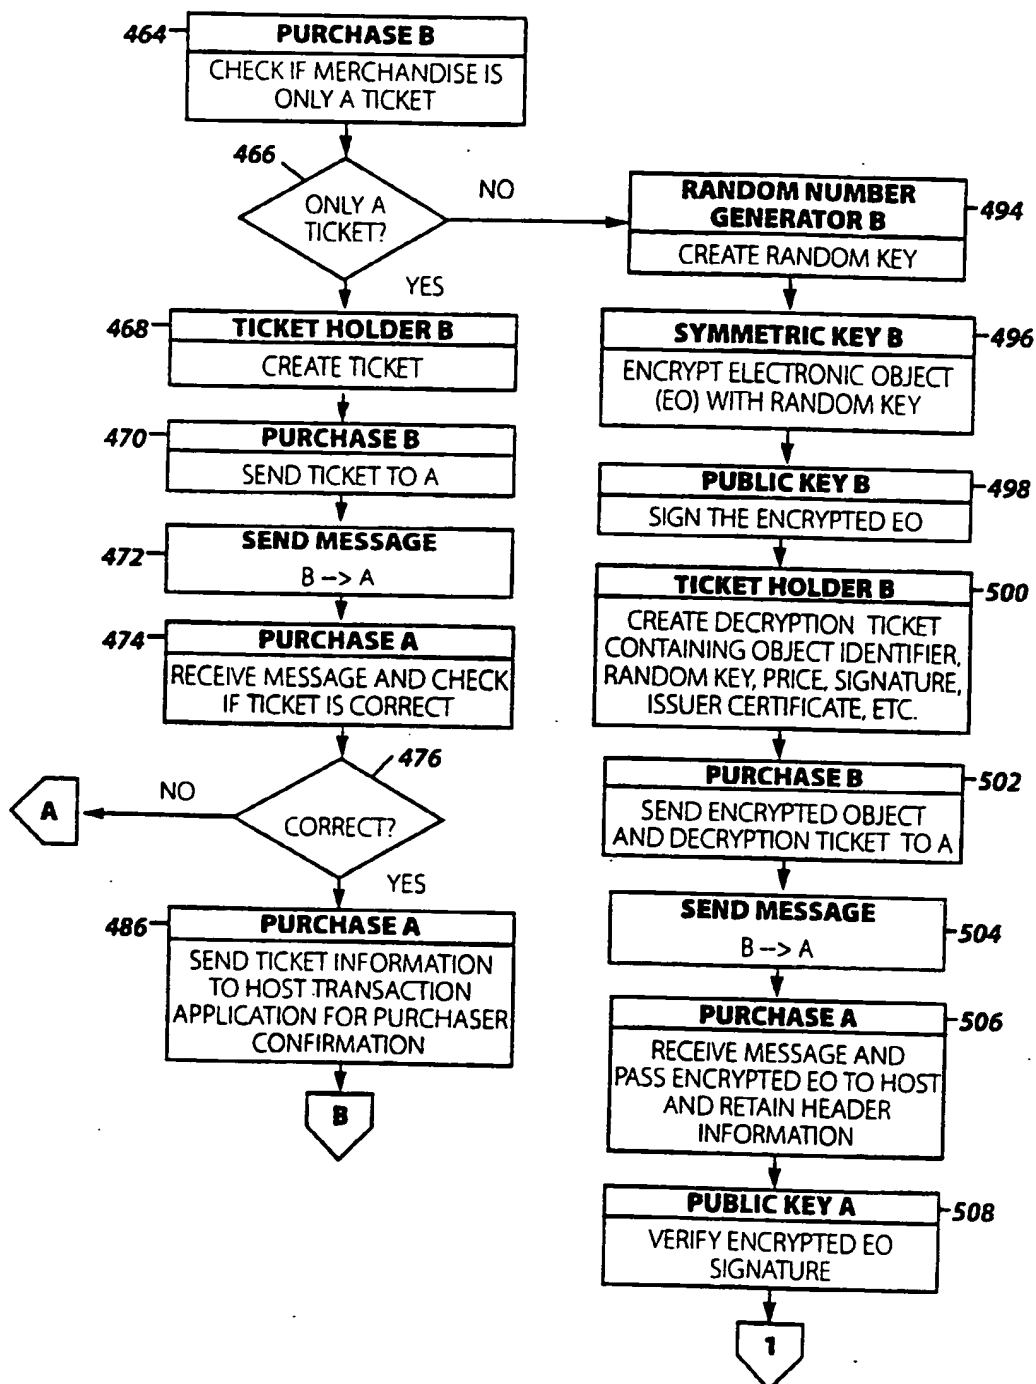 464
PURCHASE B
CHECK IF MERCHANDISE IS
ONLY A TICKET
466
ONLY A
TICKET?
NO
YES
468
TICKET HOLDER B
CREATE TICKET
470
PURCHASE B
SEND TICKET TO A
472
SEND MESSAGE
B --> A
474
PURCHASE A
RECEIVE MESSAGE AND CHECK
IF TICKET IS CORRECT
476
CORRECT?
NO
A
YES
486
PURCHASE A
SEND TICKET INFORMATION
TO HOST TRANSACTION
APPLICATION FOR PURCHASER
CONFIRMATION
B
RANDOM NUMBER
GENERATOR B
494
CREATE RANDOM KEY
SYMMETRIC KEY B
496
ENCRYPT ELECTRONIC OBJECT
(EO) WITH RANDOM KEY
PUBLIC KEY B
498
SIGN THE ENCRYPTED EO
TICKET HOLDER B
500
CREATE DECRYPTION TICKET
CONTAINING OBJECT IDENTIFIER,
RANDOM KEY, PRICE, SIGNATURE,
ISSUER CERTIFICATE, ETC.
PURCHASE B
502
SEND ENCRYPTED OBJECT
AND DECRYPTION TICKET TO A
SEND MESSAGE
504
B --> A
PURCHASE A
506
RECEIVE MESSAGE AND
PASS ENCRYPTED EO TO HOST
AND RETAIN HEADER
INFORMATION
PUBLIC KEY A
508
VERIFY ENCRYPTED EO
SIGNATURE
1